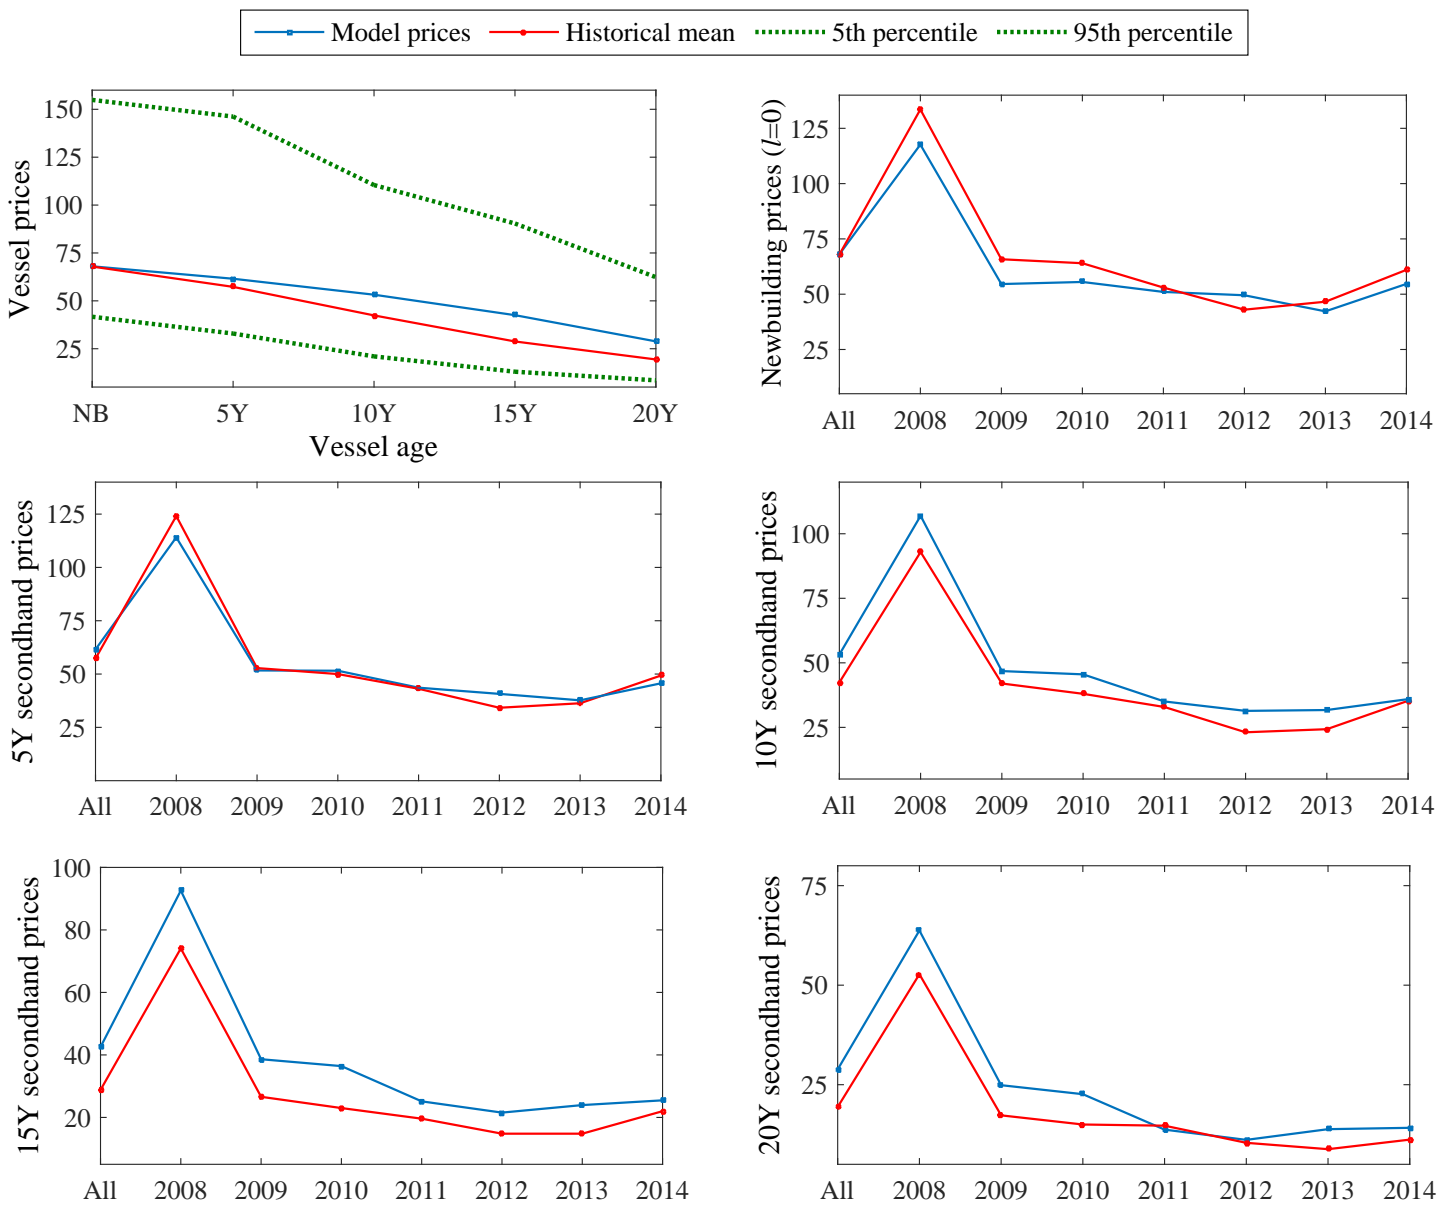 Model prices Historical mean 5th percentile 95th percentile
Vessel prices
150
125
100
75
50
25
NB 5Y 10Y 15Y 20Y
Vessel age
Newbuilding prices (l=0)
125
100
75
50
25
All 2008 2009 2010 2011 2012 2013 2014
5Y secondhand prices
125
100
75
50
25
All 2008 2009 2010 2011 2012 2013 2014
10Y secondhand prices
100
75
50
25
All 2008 2009 2010 2011 2012 2013 2014
15Y secondhand prices
100
80
60
40
20
All 2008 2009 2010 2011 2012 2013 2014
20Y secondhand prices
75
50
25
All 2008 2009 2010 2011 2012 2013 2014